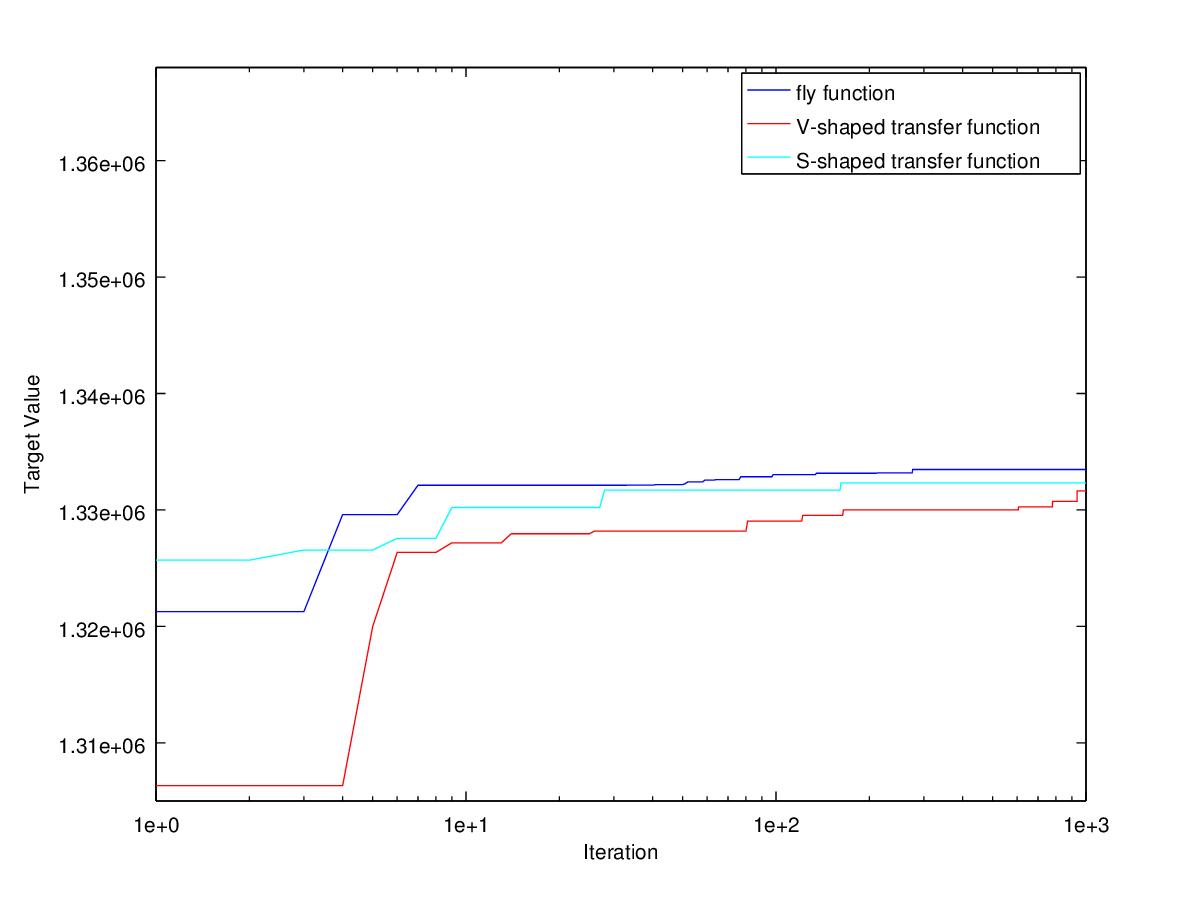 fly function
V-shaped transfer function
S-shaped transfer function
1.36e+06
1.35e+06
1.34e+06
1.33e+06
1.32e+06
1.31e+06
Target Value
1e+0 1e+1 1e+2 1e+3
Iteration